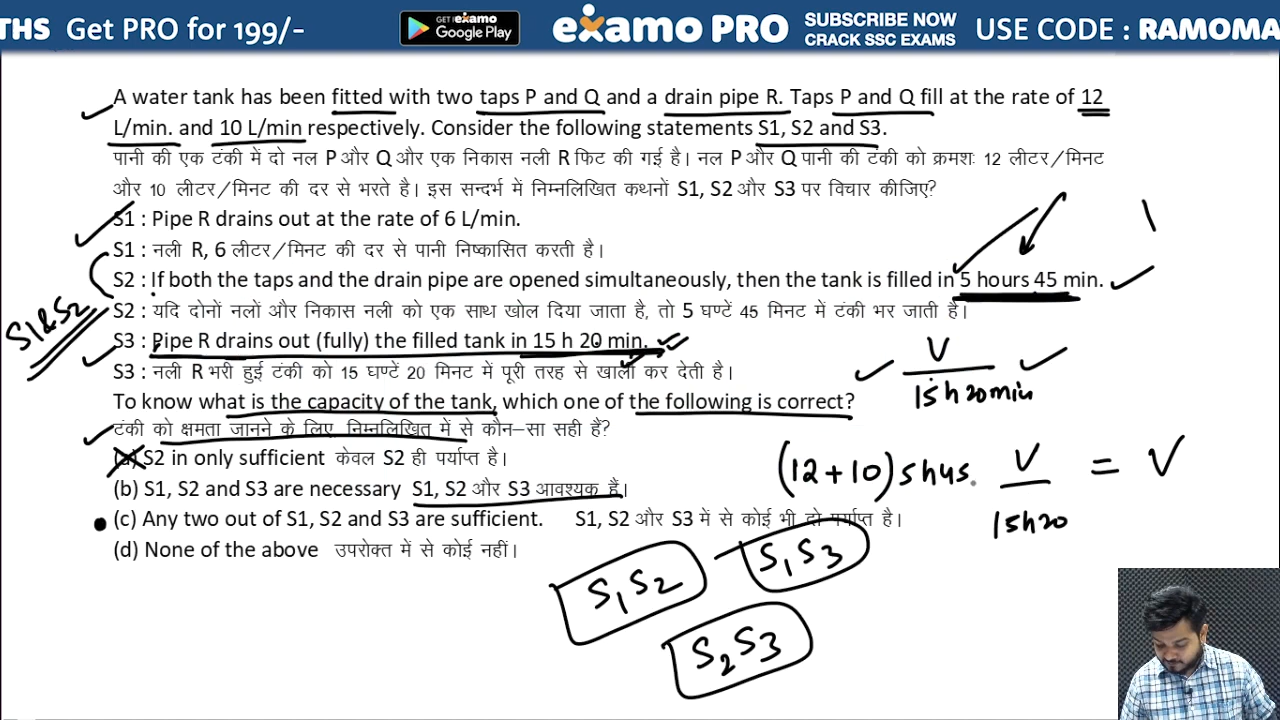 THS Get PRO for 199/- GET IT ON examo Google Play examo PRO SUBSCRIBE NOW CRACK SSC EXAMS USE CODE : RAMOMA
A water tank has been fitted with two taps P and Q and a drain pipe R. Taps P and Q fill at the rate of 12
L/min. and 10 L/min respectively. Consider the following statements S1, S2 and S3.
पानी की एक टंकी में दो नल P और Q और एक निकास नली R फिट की गई है। नल P और Q पानी की टंकी को क्रमशः 12 लीटर/मिनट
और 10 लीटर/मिनट की दर से भरते है। इस सन्दर्भ में निम्नलिखित कथनों S1, S2 और S3 पर विचार कीजिए?
S1 : Pipe R drains out at the rate of 6 L/min.
S1 : नली R, 6 लीटर/मिनट की दर से पानी निष्कासित करती है।
S2 : If both the taps and the drain pipe are opened simultaneously, then the tank is filled in 5 hours 45 min.
S2 : यदि दोनों नलों और निकास नली को एक साथ खोल दिया जाता है, तो 5 घण्टें 45 मिनट में टंकी भर जाती है।
S1 & S2
S3 : Pipe R drains out (fully) the filled tank in 15 h 20 min.
S3 : नली R भरी हुई टंकी को 15 घण्टें 20 मिनट में पूरी तरह से खाली कर देती है।
V
15h 20min
To know what is the capacity of the tank, which one of the following is correct?
टंकी को क्षमता जानने के लिए निम्नलिखित में से कौन-सा सही हैं?
(a) S2 in only sufficient केवल S2 ही पर्याप्त है।
(12+10) 5h45. V = V
15h20
(b) S1, S2 and S3 are necessary S1, S2 और S3 आवश्यक हैं।
(c) Any two out of S1, S2 and S3 are sufficient. S1, S2 और S3 में से कोई भी दो पर्याप्त है।
(d) None of the above उपरोक्त में से कोई नहीं।
S1 S2 S1 S3
S2 S3